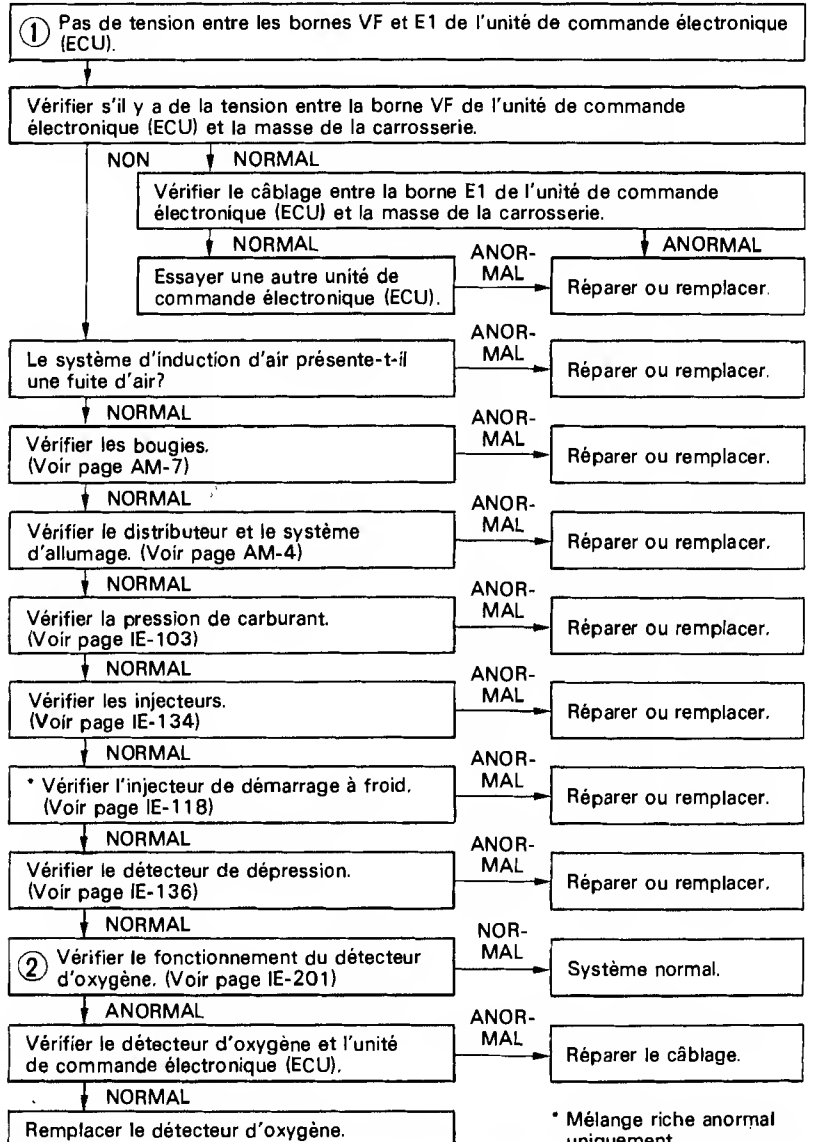 ① Pas de tension entre les bornes VF et E1 de l'unité de commande électronique
(ECU).
Vérifier s'il y a de la tension entre la borne VF de l'unité de commande
électronique (ECU) et la masse de la carrosserie.
NON
NORMAL
Vérifier le câblage entre la borne E1 de l'unité de commande
électronique (ECU) et la masse de la carrosserie.
NORMAL
ANOR-
MAL
ANORMAL
Essayer une autre unité de
commande électronique (ECU).
Réparer ou remplacer.
Le système d'induction d'air présente-t-il
une fuite d'air?
ANOR-
MAL
Réparer ou remplacer.
NORMAL
Vérifier les bougies.
(Voir page AM-7)
ANOR-
MAL
Réparer ou remplacer.
NORMAL
Vérifier le distributeur et le système
d'allumage. (Voir page AM-4)
ANOR-
MAL
Réparer ou remplacer.
NORMAL
Vérifier la pression de carburant.
(Voir page IE-103)
ANOR-
MAL
Réparer ou remplacer.
NORMAL
Vérifier les injecteurs.
(Voir page IE-134)
ANOR-
MAL
Réparer ou remplacer.
NORMAL
* Vérifier l'injecteur de démarrage à froid.
(Voir page IE-118)
ANOR-
MAL
Réparer ou remplacer.
NORMAL
Vérifier le détecteur de dépression.
(Voir page IE-136)
ANOR-
MAL
Réparer ou remplacer.
NORMAL
② Vérifier le fonctionnement du détecteur
d'oxygène. (Voir page IE-201)
NOR-
MAL
Système normal.
ANORMAL
Vérifier le détecteur d'oxygène et l'unité
de commande électronique (ECU).
ANOR-
MAL
Réparer le câblage.
NORMAL
Remplacer le détecteur d'oxygène.
* Mélange riche anormal
uniquement